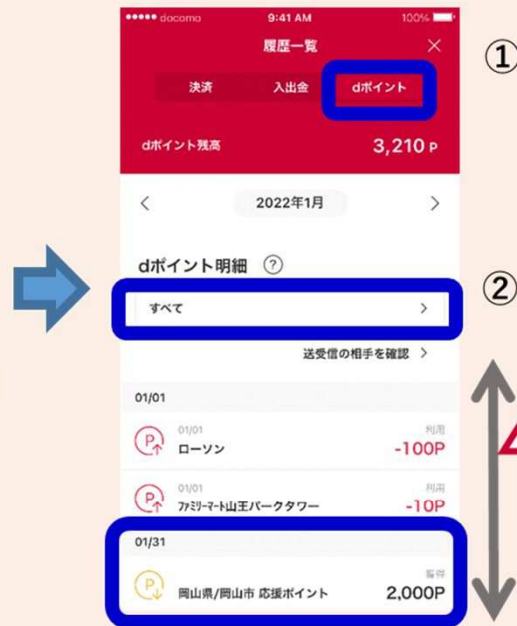 docomo 9:41 AM 100%
履歴一覧 ×
①
決済 入出金 dポイント
dポイント残高 3,210 P
< 2022年1月 >
dポイント明細 ?
②
すべて >
送受信の相手を確認 >
01/01
01/01 利用
ローソン -100P
01/01 利用
ファミリーマート山王パークタワー -10P
01/31
獲得
岡山県/岡山市 応援ポイント 2,000P